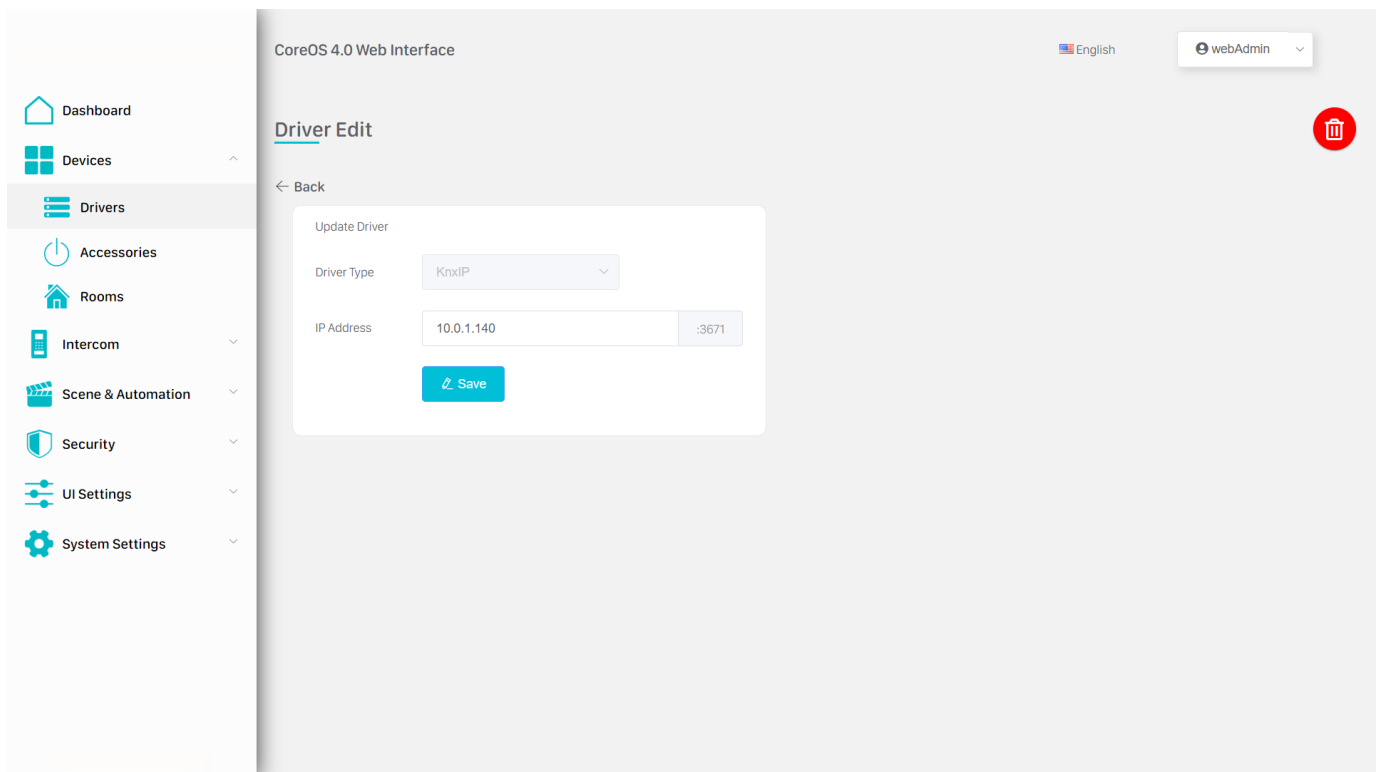 CoreOS 4.0 Web Interface
English
webAdmin
Dashboard
Devices
Drivers
Accessories
Rooms
Intercom
Scene & Automation
Security
UI Settings
System Settings
Driver Edit
Back
Update Driver
Driver Type KnxIP
IP Address 10.0.1.140 :3671
Save